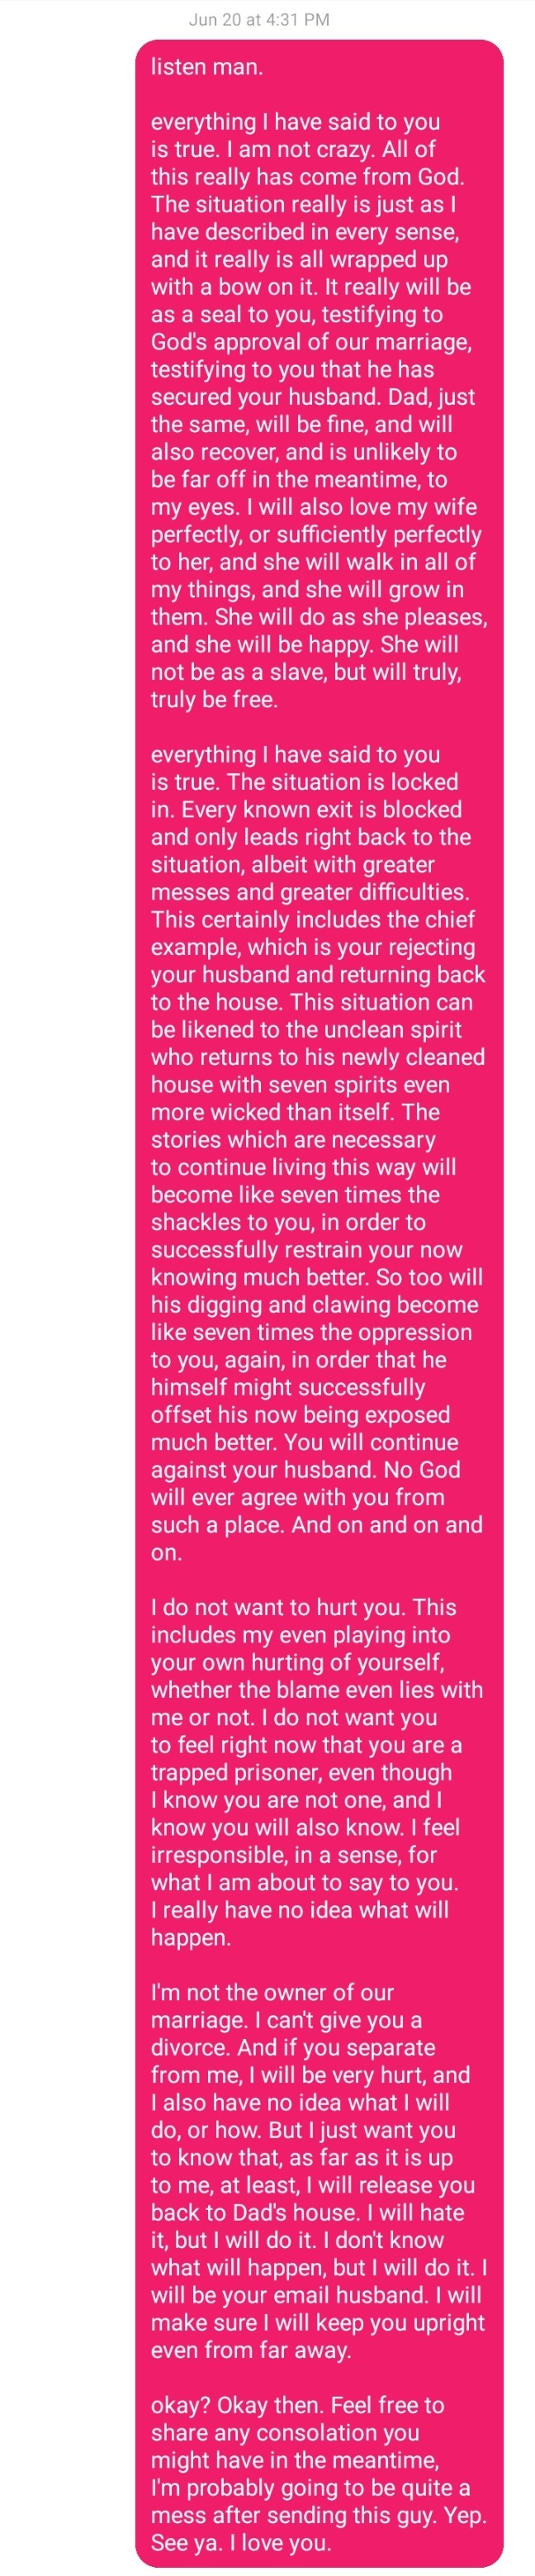 Jun 20 at 4:31 PM
listen man.
everything I have said to you
is true. I am not crazy. All of
this really has come from God.
The situation really is just as I
have described in every sense,
and it really is all wrapped up
with a bow on it. It really will be
as a seal to you, testifying to
God's approval of our marriage,
testifying to you that he has
secured your husband. Dad, just
the same, will be fine, and will
also recover, and is unlikely to
be far off in the meantime, to
my eyes. I will also love my wife
perfectly, or sufficiently perfectly
to her, and she will walk in all of
my things, and she will grow in
them. She will do as she pleases,
and she will be happy. She will
not be as a slave, but will truly,
truly be free.
everything I have said to you
is true. The situation is locked
in. Every known exit is blocked
and only leads right back to the
situation, albeit with greater
messes and greater difficulties.
This certainly includes the chief
example, which is your rejecting
your husband and returning back
to the house. This situation can
be likened to the unclean spirit
who returns to his newly cleaned
house with seven spirits even
more wicked than itself. The
stories which are necessary
to continue living this way will
become like seven times the
shackles to you, in order to
successfully restrain your now
knowing much better. So too will
his digging and clawing become
like seven times the oppression
to you, again, in order that he
himself might successfully
offset his now being exposed
much better. You will continue
against your husband. No God
will ever agree with you from
such a place. And on and on and
on.
I do not want to hurt you. This
includes my even playing into
your own hurting of yourself,
whether the blame even lies with
me or not. I do not want you
to feel right now that you are a
trapped prisoner, even though
I know you are not one, and I
know you will also know. I feel
irresponsible, in a sense, for
what I am about to say to you.
I really have no idea what will
happen.
I'm not the owner of our
marriage. I can't give you a
divorce. And if you separate
from me, I will be very hurt, and
I also have no idea what I will
do, or how. But I just want you
to know that, as far as it is up
to me, at least, I will release you
back to Dad's house. I will hate
it, but I will do it. I don't know
what will happen, but I will do it. I
will be your email husband. I will
make sure I will keep you upright
even from far away.
okay? Okay then. Feel free to
share any consolation you
might have in the meantime,
I'm probably going to be quite a
mess after sending this guy. Yep.
See ya. I love you.